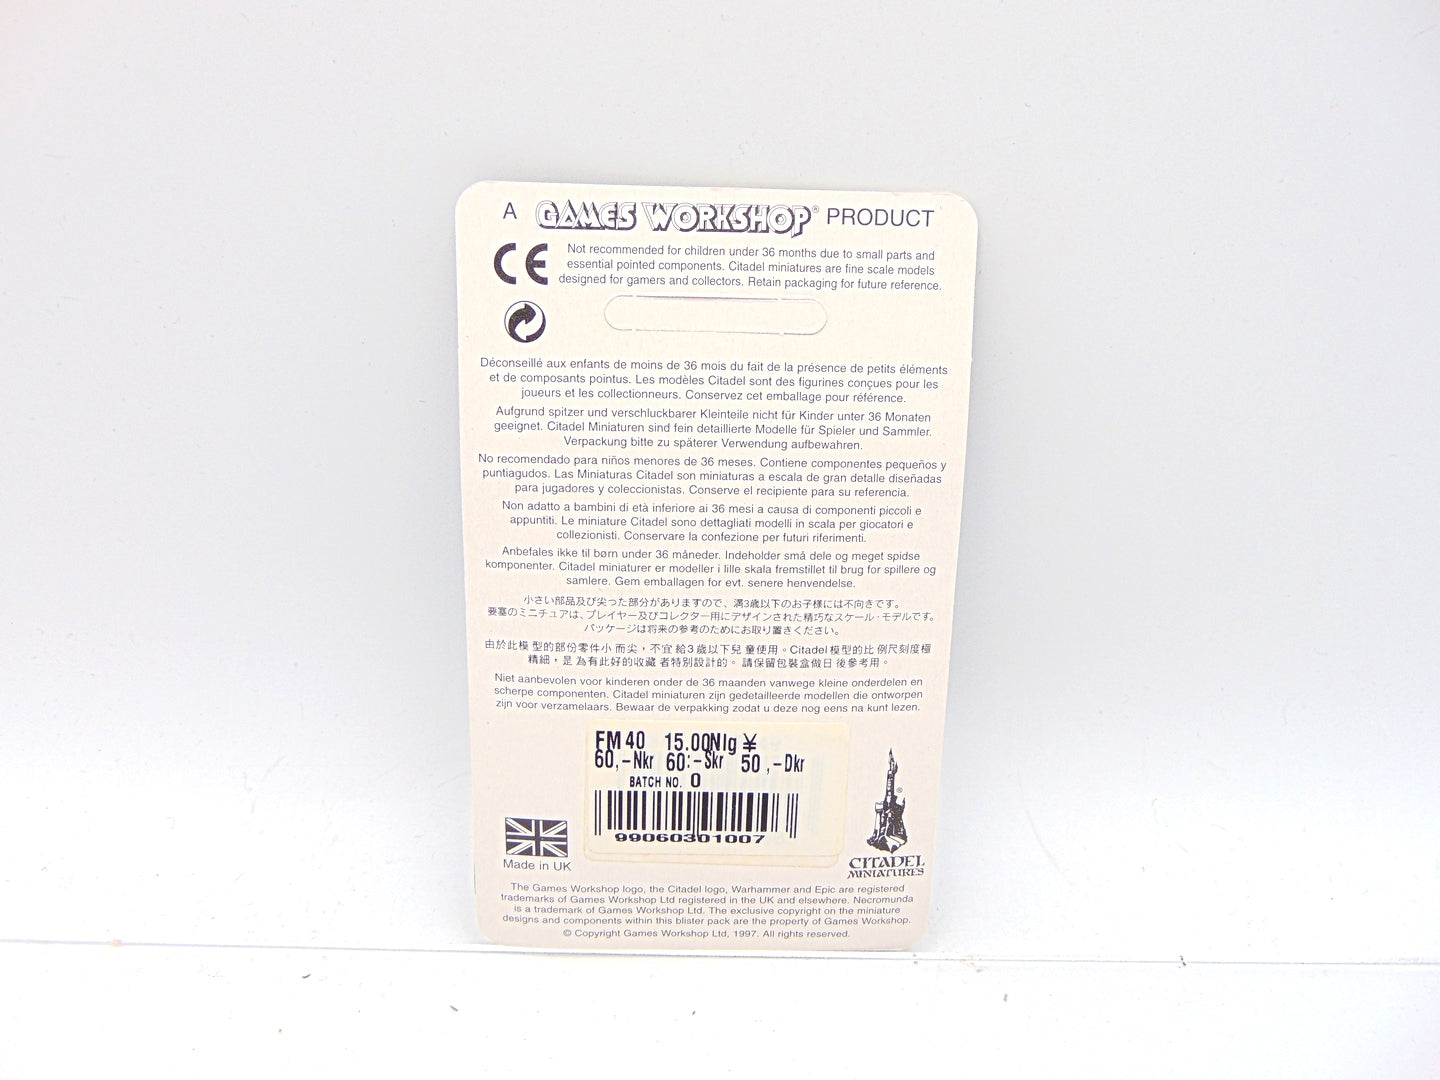 A GAMES WORKSHOP® PRODUCT
CE
Not recommended for children under 36 months due to small parts and
essential pointed components. Citadel miniatures are fine scale models
designed for gamers and collectors. Retain packaging for future reference.
Déconseillé aux enfants de moins de 36 mois du fait de la présence de petits éléments
et de composants pointus. Les modèles Citadel sont des figurines conçues pour les
joueurs et les collectionneurs. Conservez cet emballage pour référence.
Aufgrund spitzer und verschluckbarer Kleinteile nicht für Kinder unter 36 Monaten
geeignet. Citadel Miniaturen sind fein detaillierte Modelle für Spieler und Sammler.
Verpackung bitte zu späterer Verwendung aufbewahren.
No recomendado para niños menores de 36 meses. Contiene componentes pequeños y
puntiagudos. Las Miniaturas Citadel son miniaturas a escala de gran detalle diseñadas
para jugadores y coleccionistas. Conserve el recipiente para su referencia.
Non adatto a bambini di età inferiore ai 36 mesi a causa di componenti piccoli e
appuntiti. Le miniature Citadel sono dettagliati modelli in scala per giocatori e
collezionisti. Conservare la confezione per futuri riferimenti.
Anbefales ikke til børn under 36 måneder. Indeholder små dele og meget spidse
komponenter. Citadel miniaturer er modeller i lille skala fremstillet til brug for spillere og
samlere. Gem emballagen for evt. senere henvendelse.
小さい部品及び尖った部分がありますので、満3歳以下のお子様には不向きです。
要塞のミニチュアは、プレイヤー及びコレクター用にデザインされた精巧なスケール・モデルです。
パッケージは将来の参考のためにお取り置きください。
由於此模型的部份零件小而尖，不宜給3歲以下兒童使用。Citadel模型的比例尺刻度極
精細，是為有此好的收藏者特別設計的。請保留包裝盒做日後參考用。
Niet aanbevolen voor kinderen onder de 36 maanden vanwege kleine onderdelen en
scherpe componenten. Citadel miniaturen zijn gedetailleerde modellen die ontworpen
zijn voor verzamelaars. Bewaar de verpakking zodat u deze nog eens na kunt lezen.
FM40 15.00Nlg ¥
60,-Nkr 60:-Skr 50,-Dkr
BATCH NO. 0
99060301007
Made in UK
®
CITADEL
MINIATURES
The Games Workshop logo, the Citadel logo, Warhammer and Epic are registered
trademarks of Games Workshop Ltd registered in the UK and elsewhere. Necromunda
is a trademark of Games Workshop Ltd. The exclusive copyright on the miniature
designs and components within this blister pack are the property of Games Workshop.
© Copyright Games Workshop Ltd, 1997. All rights reserved.